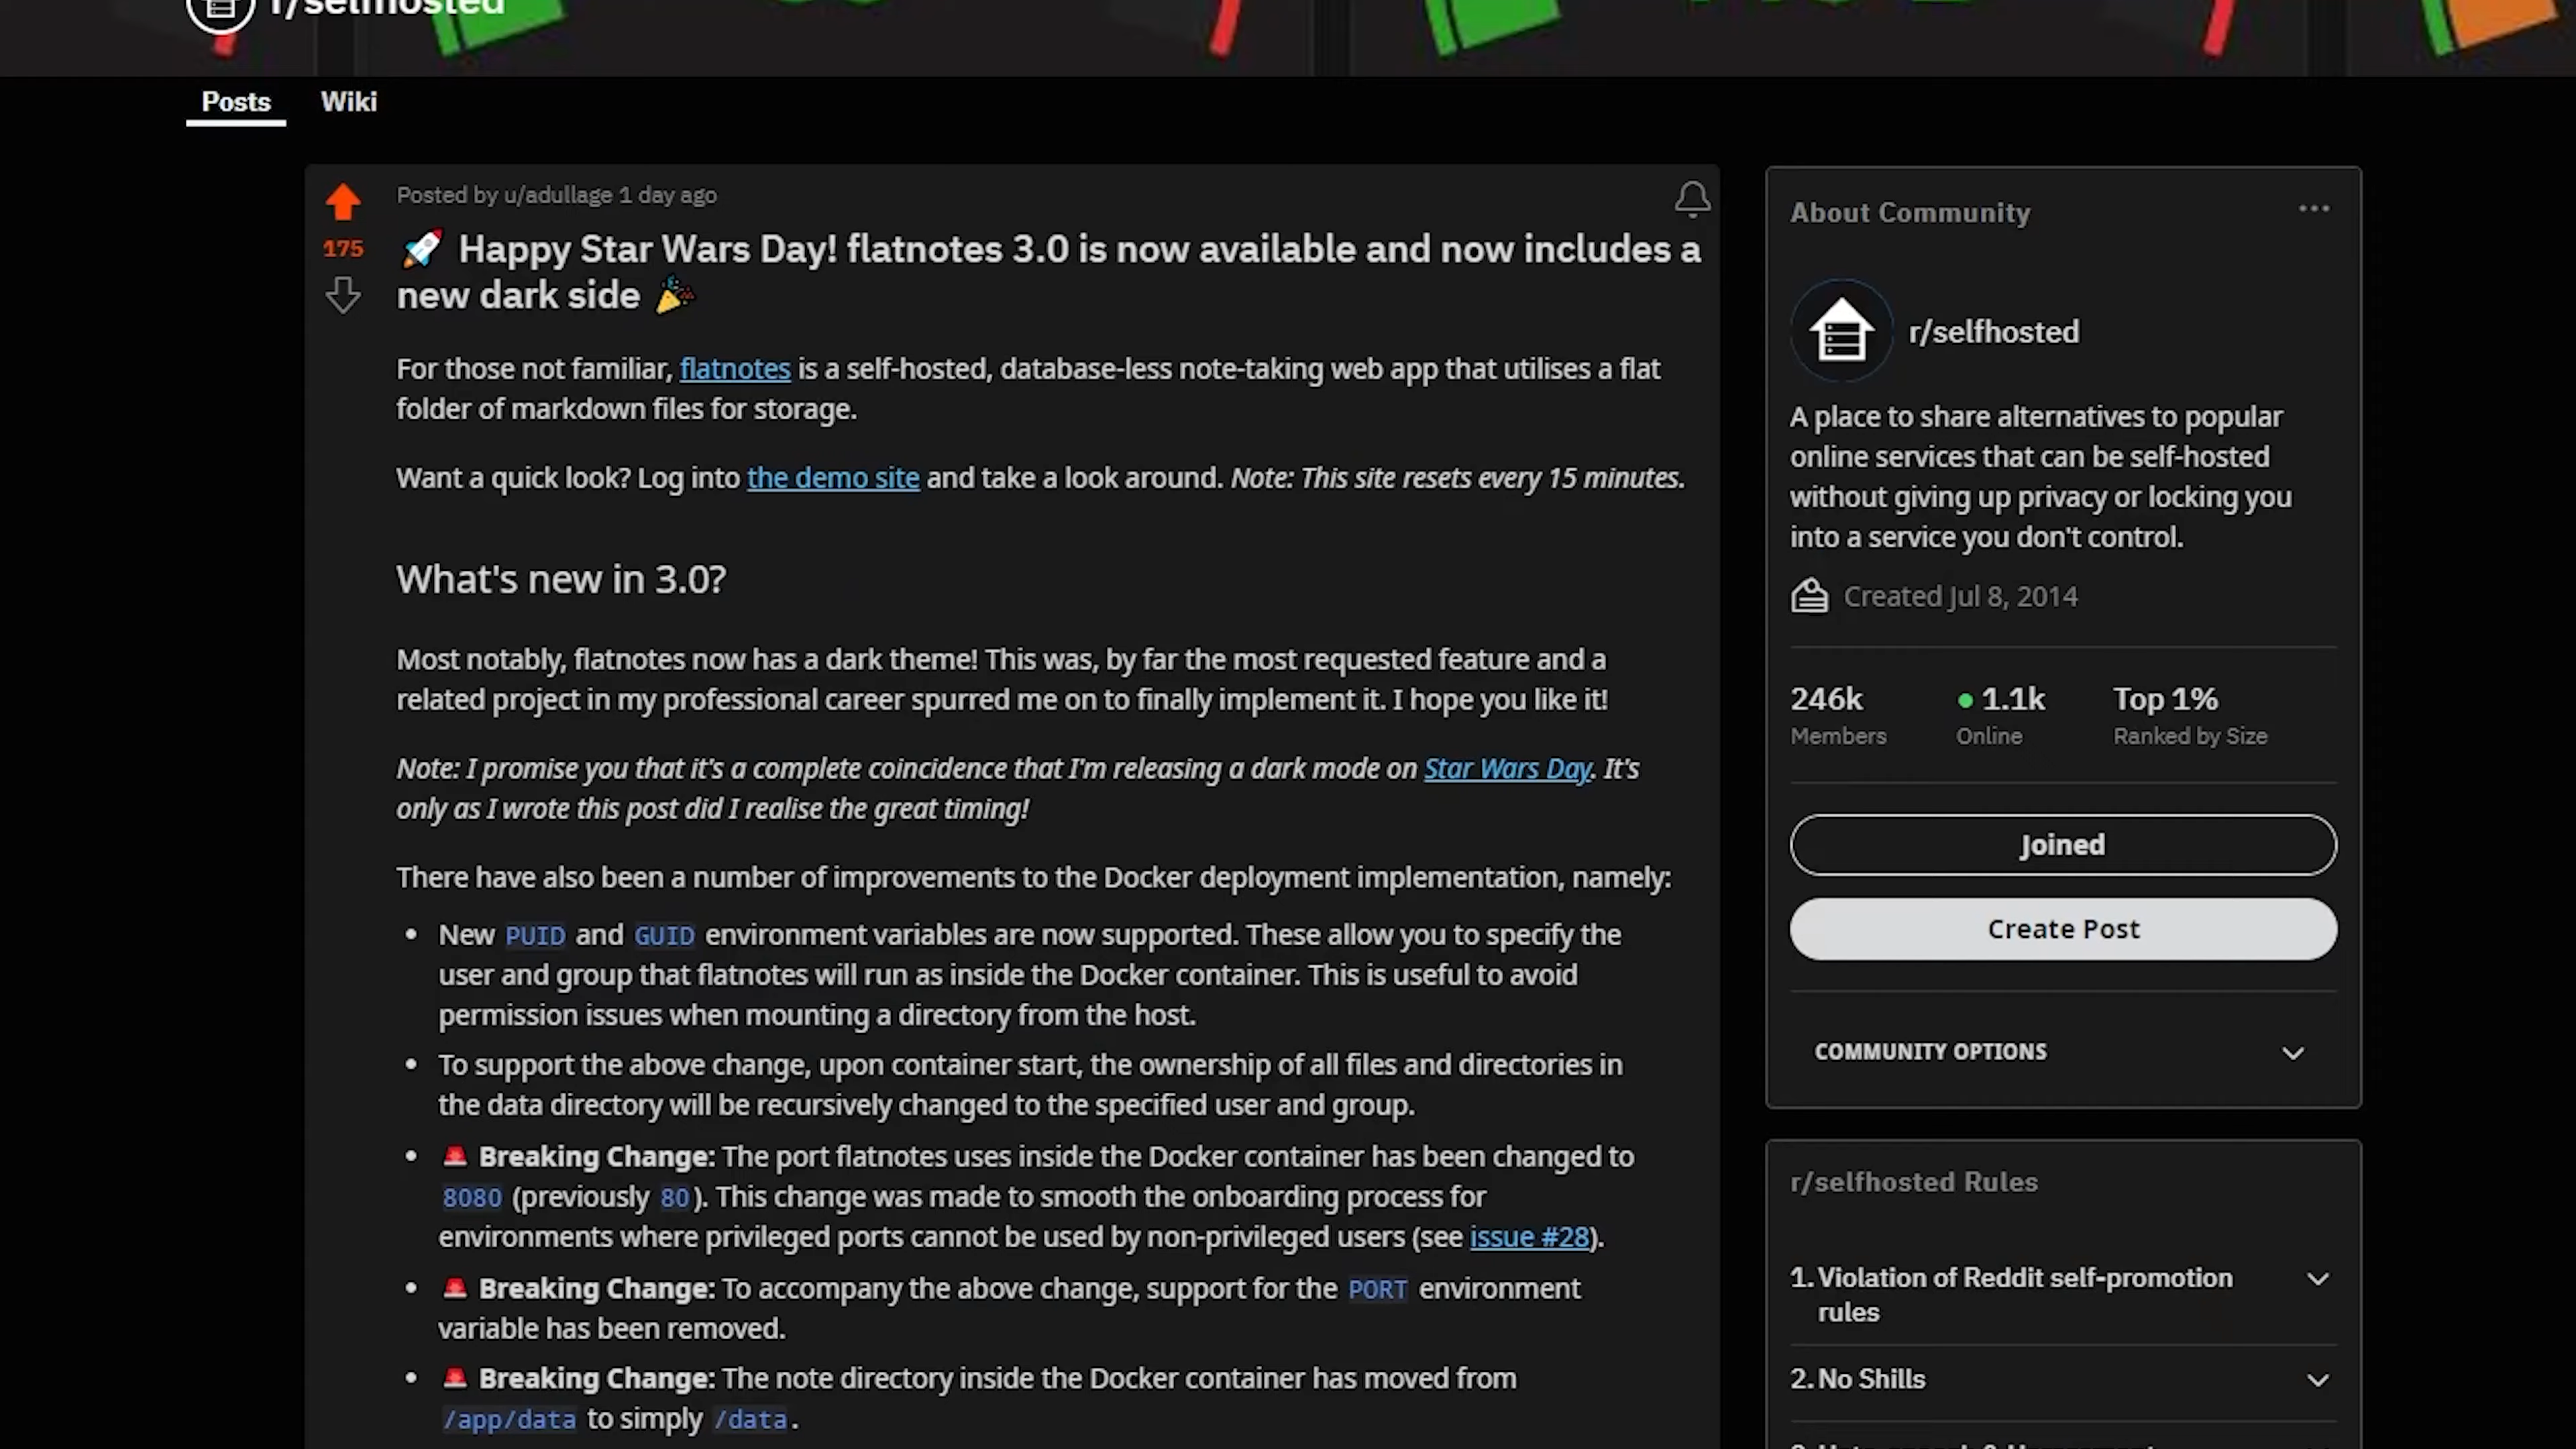 r/selfhosted
Posts
Wiki
Posted by u/adullage 1 day ago
175
🚀 Happy Star Wars Day! flatnotes 3.0 is now available and now includes a
new dark side 🎉
For those not familiar, flatnotes is a self-hosted, database-less note-taking web app that utilises a flat
folder of markdown files for storage.
Want a quick look? Log into the demo site and take a look around. Note: This site resets every 15 minutes.
What's new in 3.0?
Most notably, flatnotes now has a dark theme! This was, by far the most requested feature and a
related project in my professional career spurred me on to finally implement it. I hope you like it!
Note: I promise you that it's a complete coincidence that I'm releasing a dark mode on Star Wars Day. It's
only as I wrote this post did I realise the great timing!
There have also been a number of improvements to the Docker deployment implementation, namely:
• New PUID and GUID environment variables are now supported. These allow you to specify the
user and group that flatnotes will run as inside the Docker container. This is useful to avoid
permission issues when mounting a directory from the host.
• To support the above change, upon container start, the ownership of all files and directories in
the data directory will be recursively changed to the specified user and group.
• 🚨 Breaking Change: The port flatnotes uses inside the Docker container has been changed to
8080 (previously 80). This change was made to smooth the onboarding process for
environments where privileged ports cannot be used by non-privileged users (see issue #28).
• 🚨 Breaking Change: To accompany the above change, support for the PORT environment
variable has been removed.
• 🚨 Breaking Change: The note directory inside the Docker container has moved from
/app/data to simply /data.
About Community
r/selfhosted
A place to share alternatives to popular
online services that can be self-hosted
without giving up privacy or locking you
into a service you don't control.
Created Jul 8, 2014
246k 1.1k Top 1%
Members Online Ranked by Size
Joined
Create Post
COMMUNITY OPTIONS
r/selfhosted Rules
1. Violation of Reddit self-promotion
rules
2. No Shills